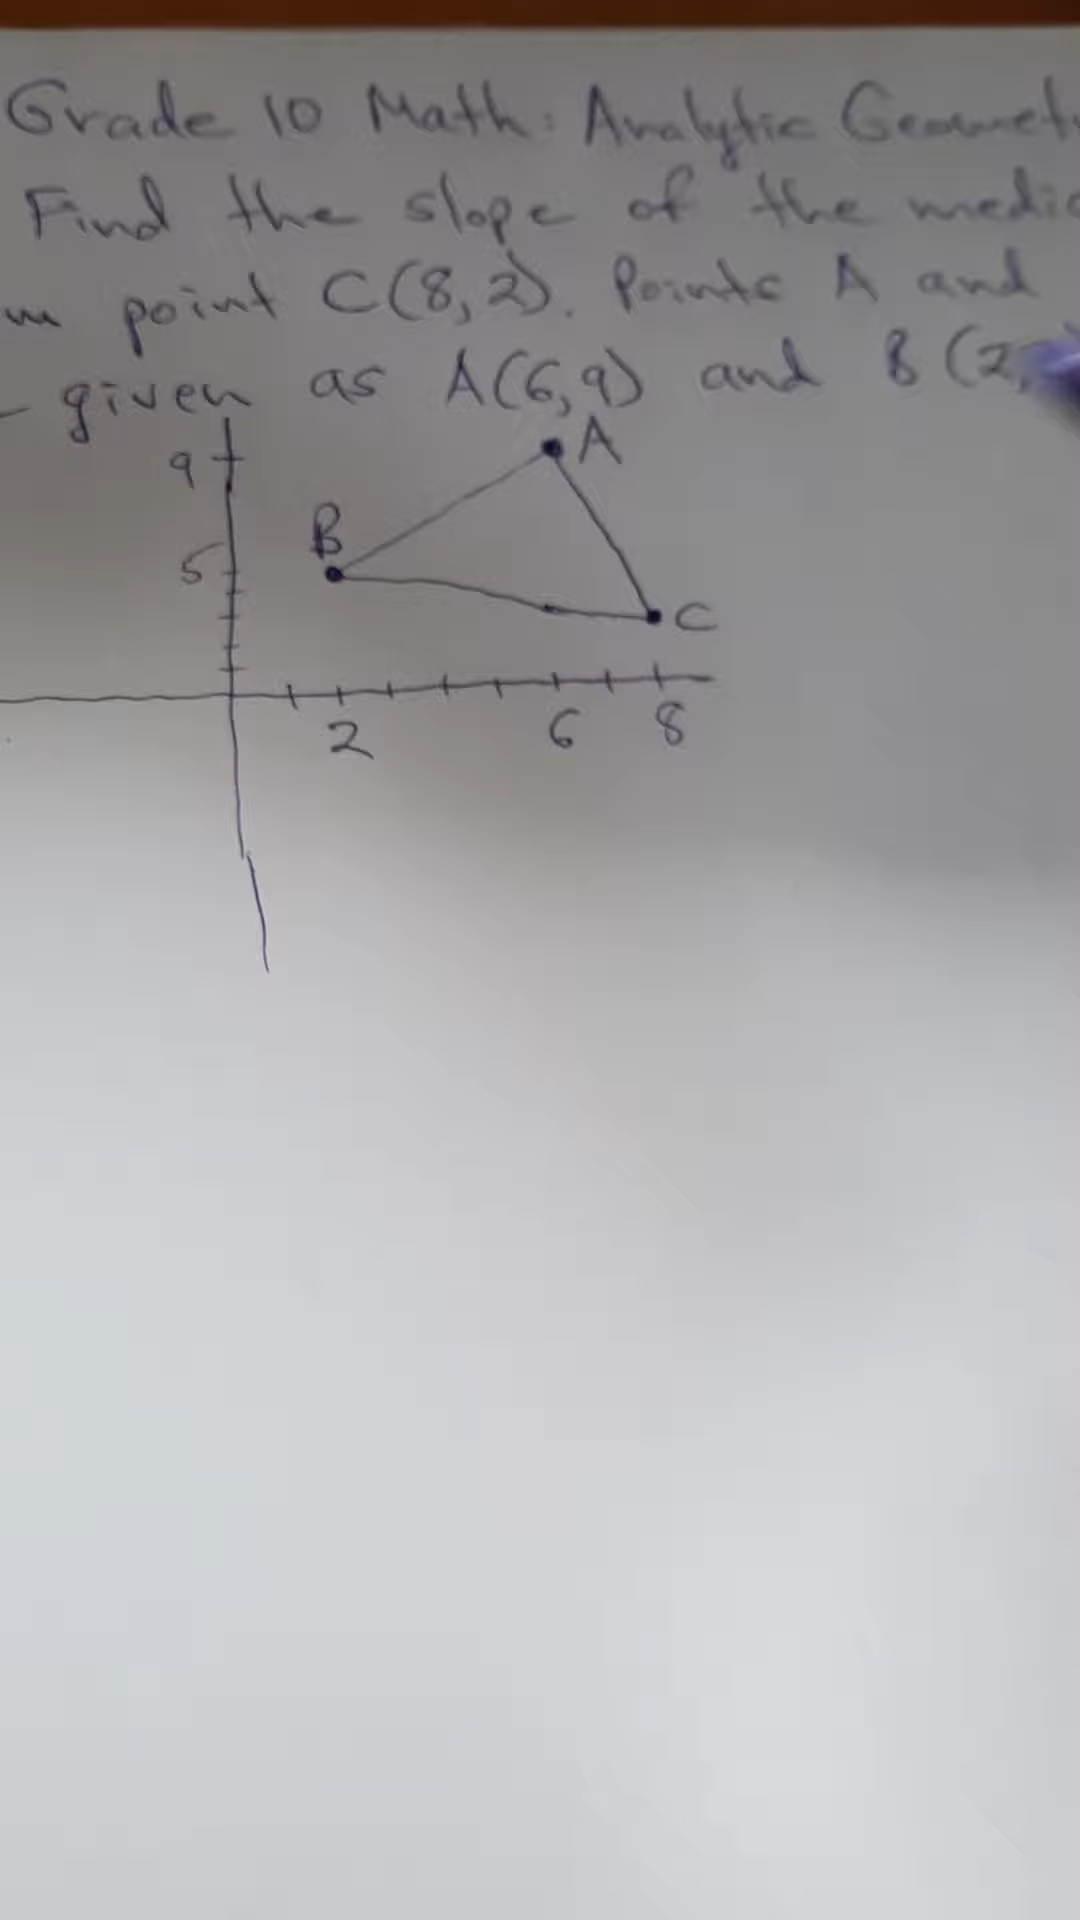 Grade 10 Math: Analytic
Find the slope of the
point C(8,2). Points A and
given as A(6,9) and B(2,
9
A
B
5
C
2 6 8